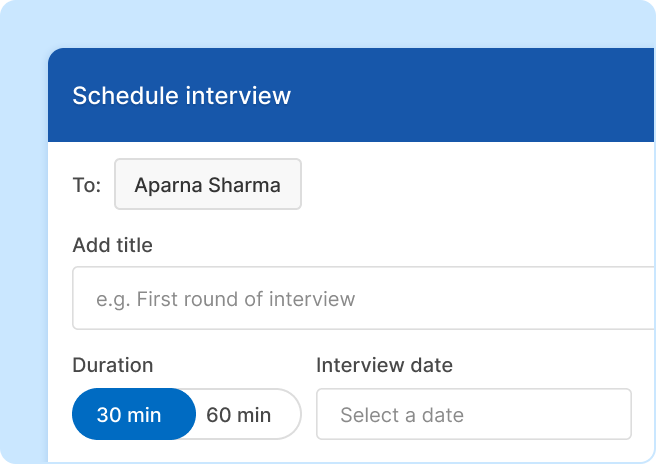 Schedule interview
To: Aparna Sharma
Add title
e.g. First round of interview
Duration Interview date
30 min 60 min Select a date